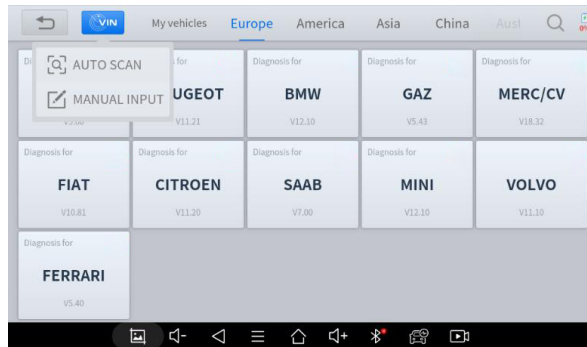 VIN
My vehicles
Europe
America
Asia
China
Aust
0%
AUTO SCAN
MANUAL INPUT
for
UGEOT
V11.21
Diagnosis for
BMW
V12.10
Diagnosis for
GAZ
V5.43
Diagnosis for
MERC/CV
V18.32
Diagnosis for
FIAT
V10.81
Diagnosis for
CITROEN
V11.20
Diagnosis for
SAAB
V7.00
Diagnosis for
MINI
V12.10
VOLVO
V11.10
Diagnosis for
FERRARI
V5.40